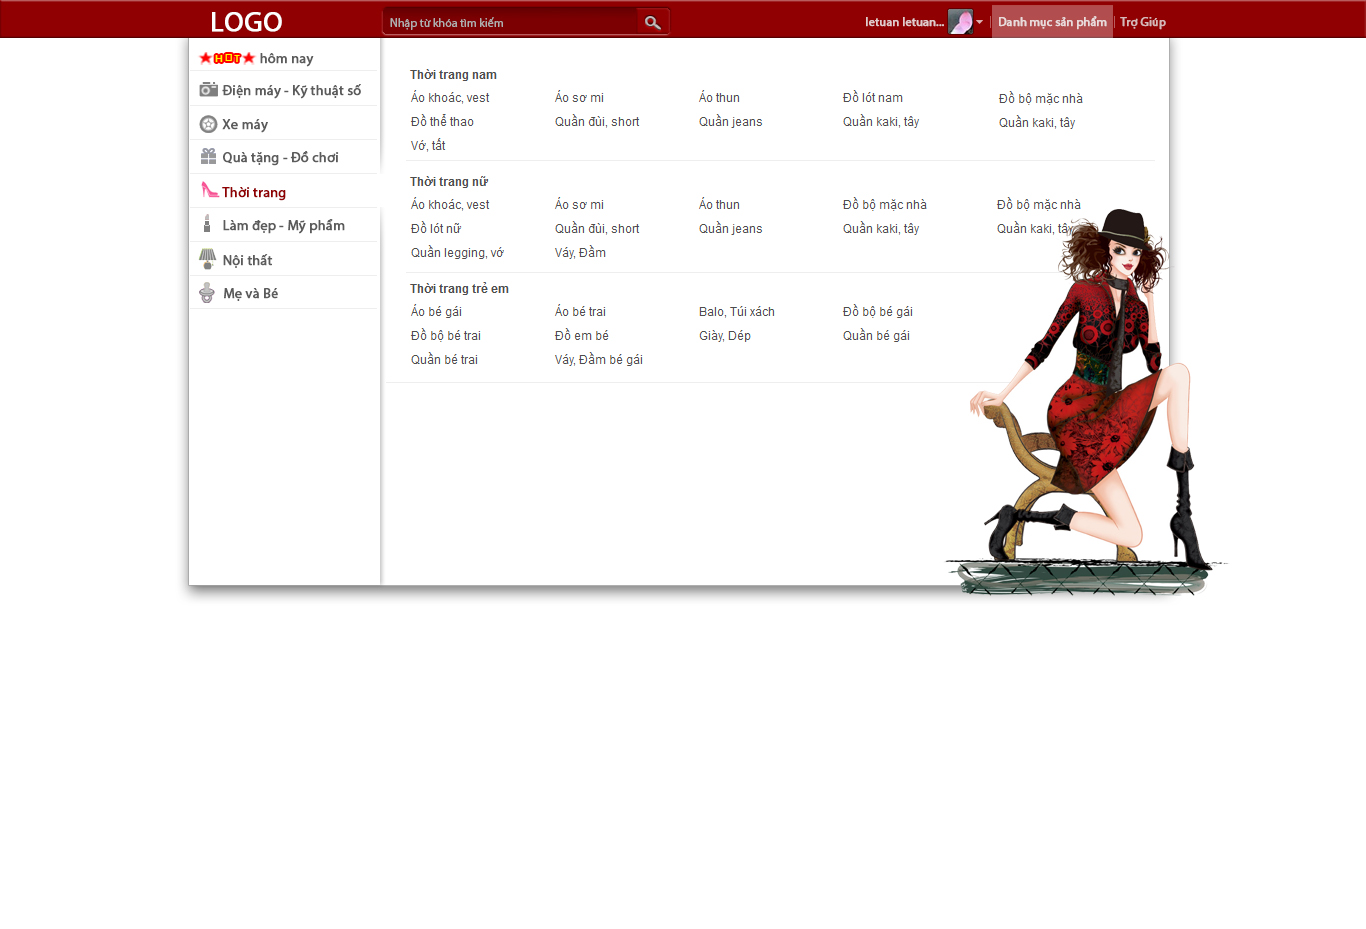 LOGO
Nhập từ khóa tìm kiếm
letuan letuan...
Danh mục sản phẩm
Trợ Giúp
HOT hôm nay
Điện máy - Kỹ thuật số
Xe máy
Quà tặng - Đồ chơi
Thời trang
Làm đẹp - Mỹ phẩm
Nội thất
Mẹ và Bé
Thời trang nam
Áo khoác, vest Áo sơ mi Áo thun Đồ lót nam Đồ bộ mặc nhà
Đồ thể thao Quần đùi, short Quần jeans Quần kaki, tây Quần kaki, tây
Vớ, tất
Thời trang nữ
Áo khoác, vest Áo sơ mi Áo thun Đồ bộ mặc nhà Đồ bộ mặc nhà
Đồ lót nữ Quần đùi, short Quần jeans Quần kaki, tây Quần kaki, tây
Quần legging, vớ Váy, Đầm
Thời trang trẻ em
Áo bé gái Áo bé trai Balo, Túi xách Đồ bộ bé gái
Đồ bộ bé trai Đồ em bé Giày, Dép Quần bé gái
Quần bé trai Váy, Đầm bé gái